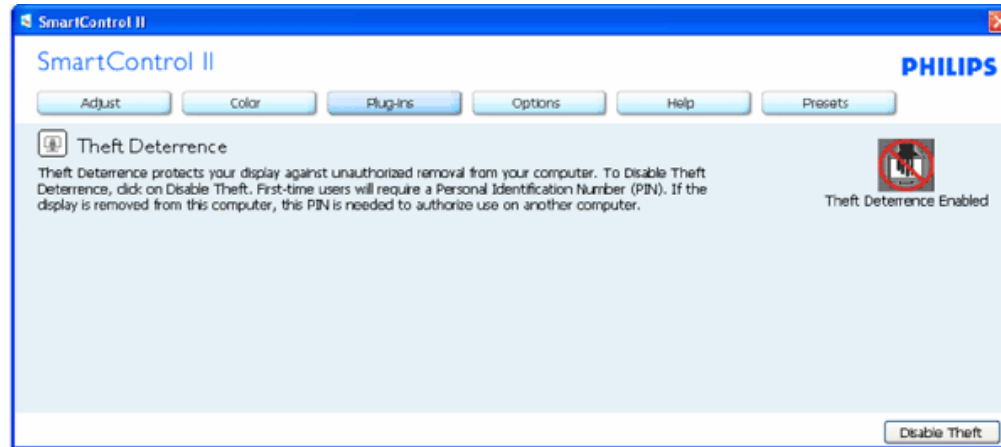 SmartControl II
SmartControl II
PHILIPS
Adjust Color Plug-Ins Options Help Presets
Theft Deterrence
Theft Deterrence protects your display against unauthorized removal from your computer. To Disable Theft
Deterrence, click on Disable Theft. First-time users will require a Personal Identification Number (PIN). If the
display is removed from this computer, this PIN is needed to authorize use on another computer.
Theft Deterrence Enabled
Disable Theft